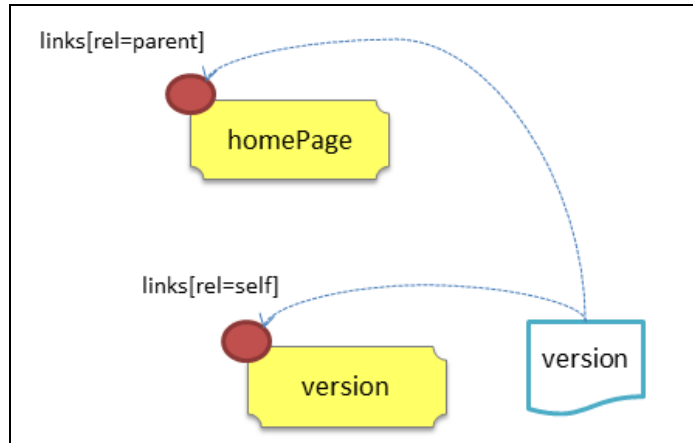 links[rel=parent]
homePage
links[rel=self]
version
version